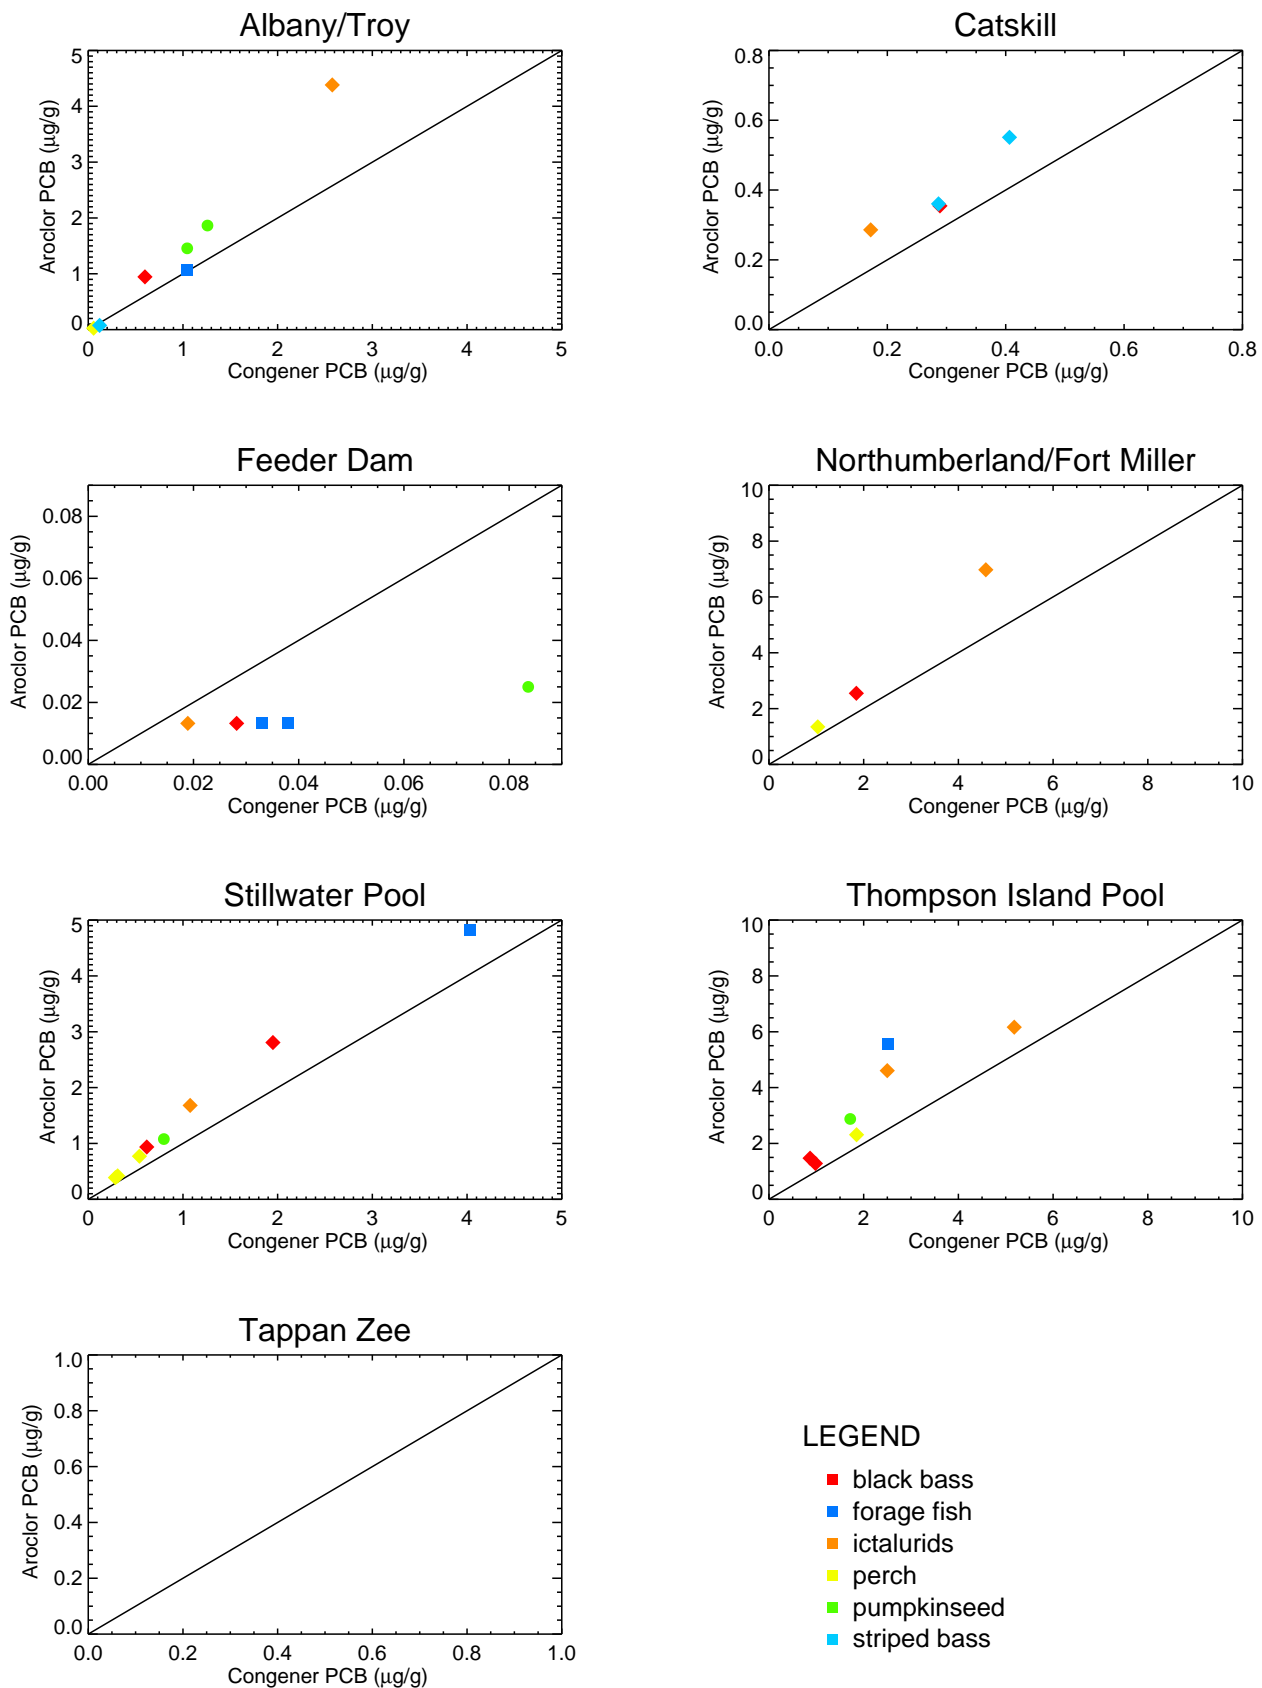 Albany/Troy
5
4
3
2
1
0
Aroclor PCB (μg/g)
0 1 2 3 4 5
Congener PCB (μg/g)
Catskill
0.8
0.6
0.4
0.2
0.0
Aroclor PCB (μg/g)
0.0 0.2 0.4 0.6 0.8
Congener PCB (μg/g)
Feeder Dam
0.08
0.06
0.04
0.02
0.00
Aroclor PCB (μg/g)
0.00 0.02 0.04 0.06 0.08
Congener PCB (μg/g)
Northumberland/Fort Miller
10
8
6
4
2
0
Aroclor PCB (μg/g)
0 2 4 6 8 10
Congener PCB (μg/g)
Stillwater Pool
5
4
3
2
1
0
Aroclor PCB (μg/g)
0 1 2 3 4 5
Congener PCB (μg/g)
Thompson Island Pool
10
8
6
4
2
0
Aroclor PCB (μg/g)
0 2 4 6 8 10
Congener PCB (μg/g)
Tappan Zee
1.0
0.8
0.6
0.4
0.2
0.0
Aroclor PCB (μg/g)
0.0 0.2 0.4 0.6 0.8 1.0
Congener PCB (μg/g)
LEGEND
black bass
forage fish
ictalurids
perch
pumpkinseed
striped bass